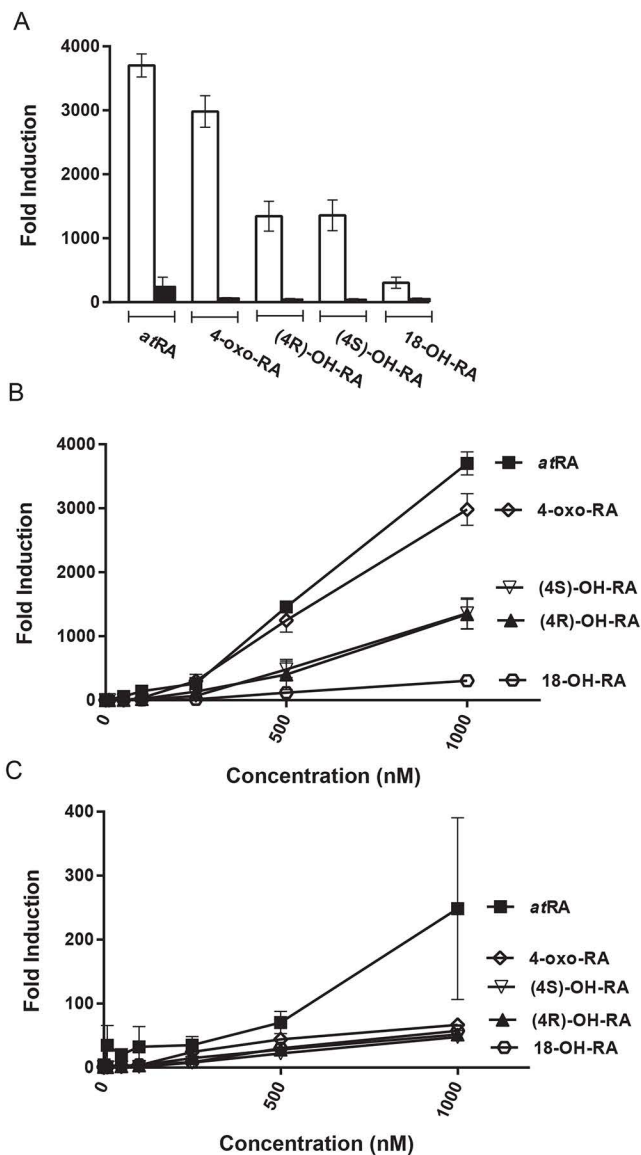 A
4000
3000
2000
1000
0
Fold Induction
atRA
4-oxo-RA
(4R)-OH-RA
(4S)-OH-RA
18-OH-RA
B
4000
3000
2000
1000
0
Fold Induction
0
500
1000
Concentration (nM)
atRA
4-oxo-RA
(4S)-OH-RA
(4R)-OH-RA
18-OH-RA
C
400
300
200
100
0
Fold Induction
0
500
1000
Concentration (nM)
atRA
4-oxo-RA
(4S)-OH-RA
(4R)-OH-RA
18-OH-RA